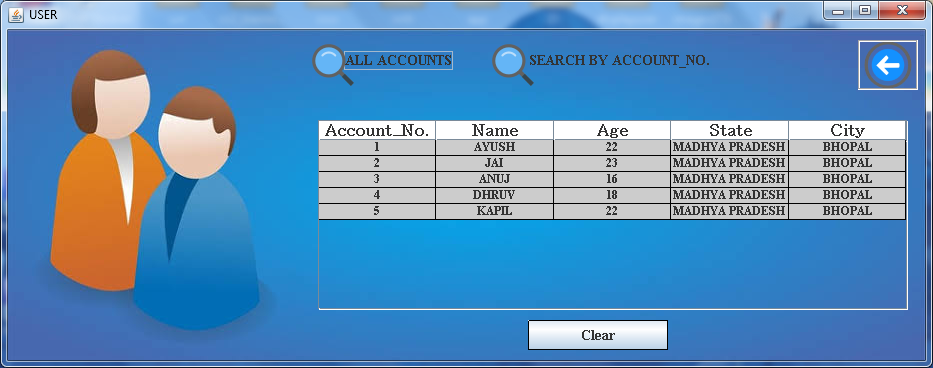 USER
ALL ACCOUNTS SEARCH BY ACCOUNT_NO.
Account_No. Name Age State City
1 AYUSH 22 MADHYA PRADESH BHOPAL
2 JAI 23 MADHYA PRADESH BHOPAL
3 ANUJ 16 MADHYA PRADESH BHOPAL
4 DHRUV 18 MADHYA PRADESH BHOPAL
5 KAPIL 22 MADHYA PRADESH BHOPAL
Clear